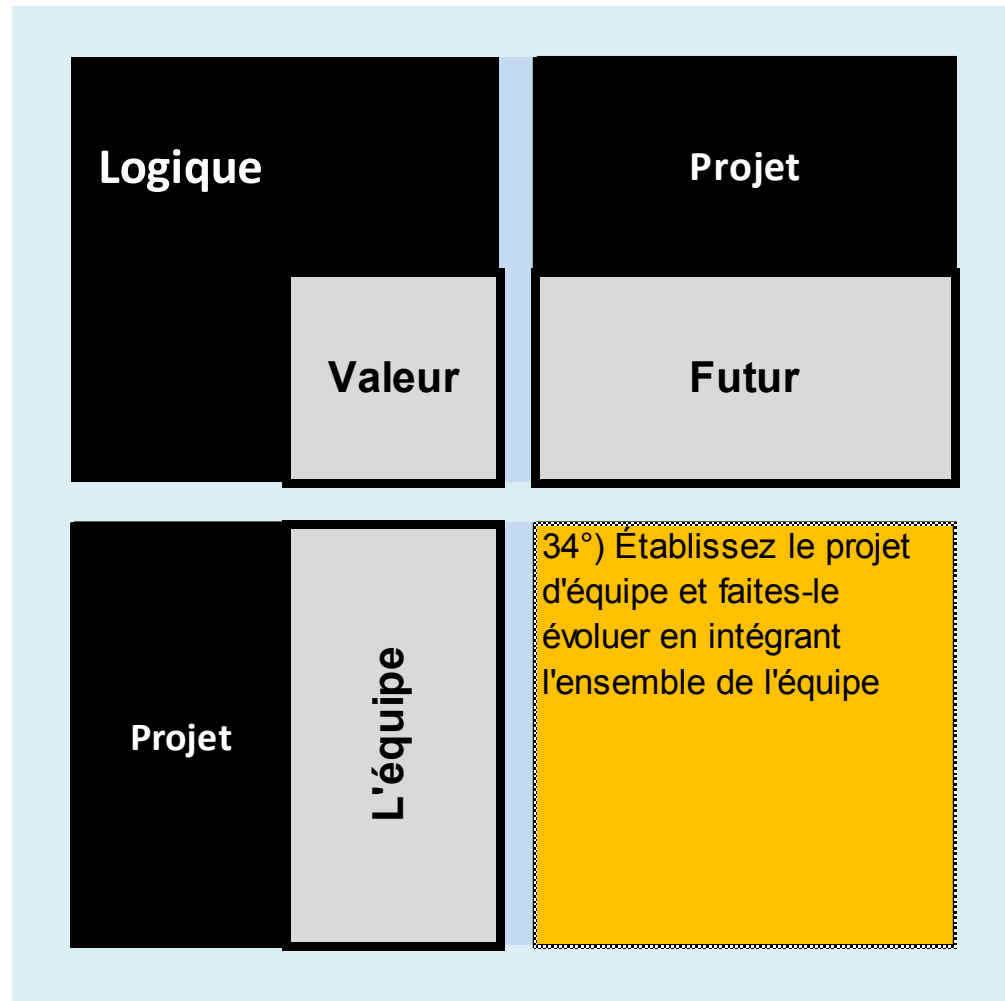 Logique
Projet
Valeur
Futur
Projet
L'équipe
34°) Établissez le projet
d'équipe et faites-le
évoluer en intégrant
l'ensemble de l'équipe